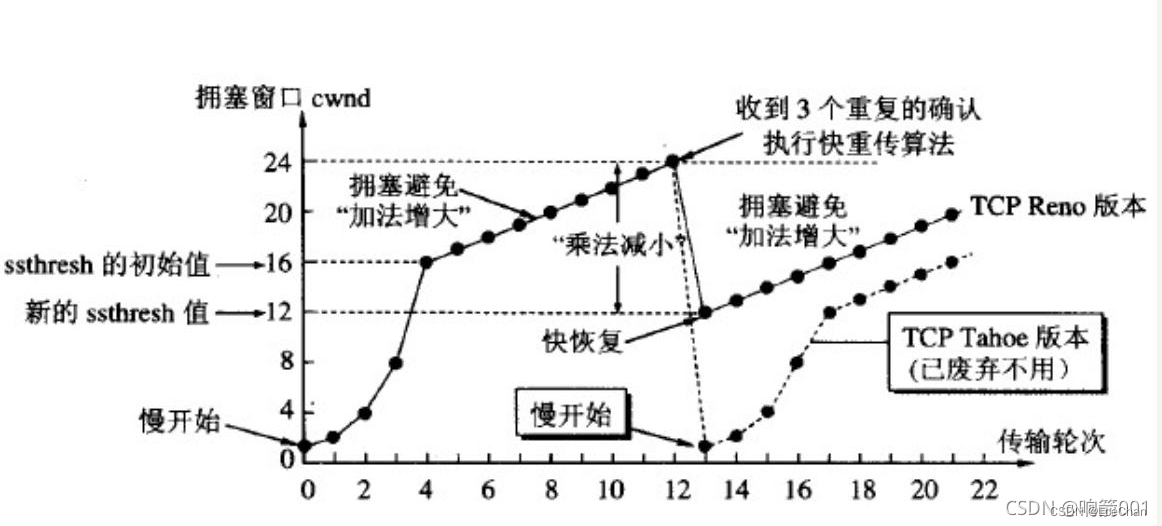 拥塞窗口 cwnd
收到 3 个重复的确认
执行快重传算法
24
拥塞避免
“加法增大”
20
拥塞避免
“加法增大”
TCP Reno 版本
“乘法减小”
ssthresh 的初始值
16
新的 ssthresh 值
12
快恢复
TCP Tahoe 版本
(已废弃不用)
8
慢开始
4
慢开始
传输轮次
0
0 2 4 6 8 10 12 14 16 18 20 22
CSDN @响箭001